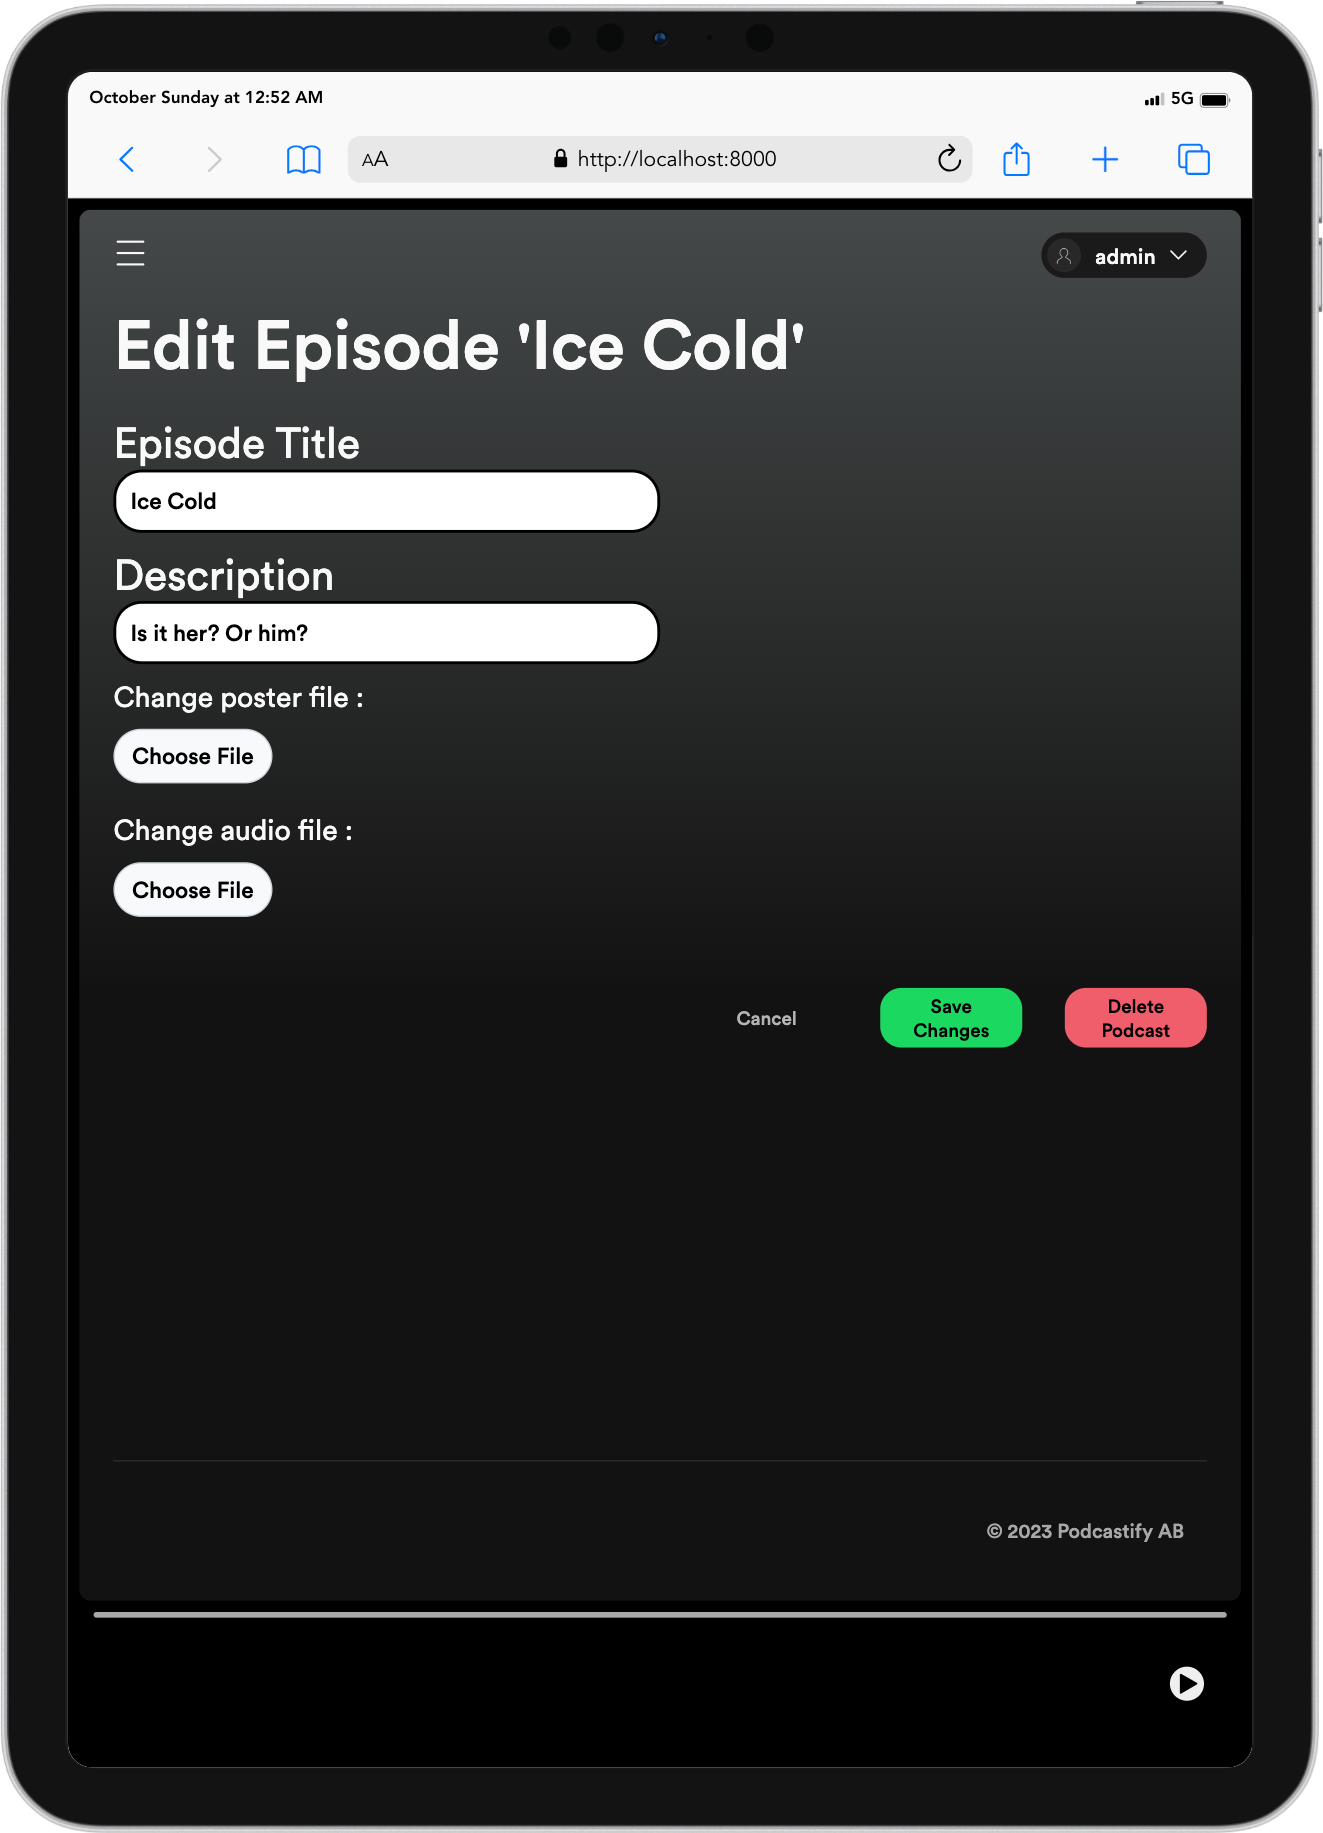 October Sunday at 12:52 AM
5G
AA
http://localhost:8000
admin
Edit Episode 'Ice Cold'
Episode Title
Ice Cold
Description
Is it her? Or him?
Change poster file :
Choose File
Change audio file :
Choose File
Cancel
Save
Changes
Delete
Podcast
© 2023 Podcastify AB